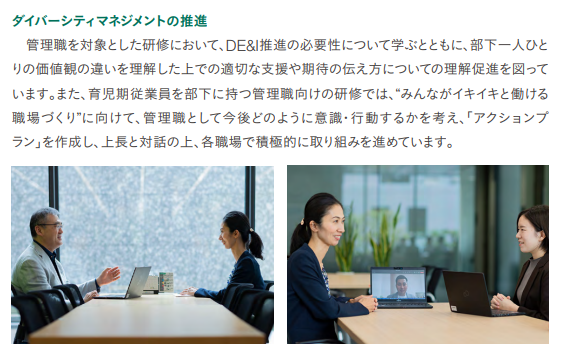 ダイバーシティマネジメントの推進
管理職を対象とした研修において、DE&I推進の必要性について学ぶとともに、部下一人ひと
りの価値観の違いを理解した上での適切な支援や期待の伝え方についての理解促進を図って
います。また、育児期従業員を部下に持つ管理職向けの研修では、“みんながイキイキと働ける
職場づくり”に向けて、管理職として今後どのように意識・行動するかを考え、「アクションプ
ラン」を作成し、上長と対話の上、各職場で積極的に取り組みを進めています。